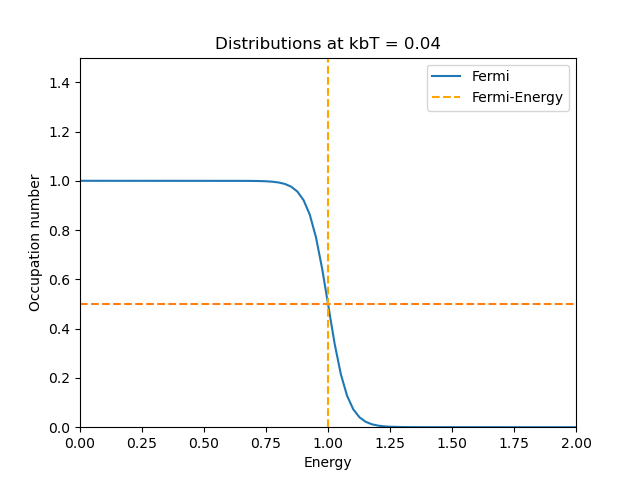 Distributions at kbT = 0.04
Fermi
Fermi-Energy
Occupation number
1.4
1.2
1.0
0.8
0.6
0.4
0.2
0.0
0.00 0.25 0.50 0.75 1.00 1.25 1.50 1.75 2.00
Energy